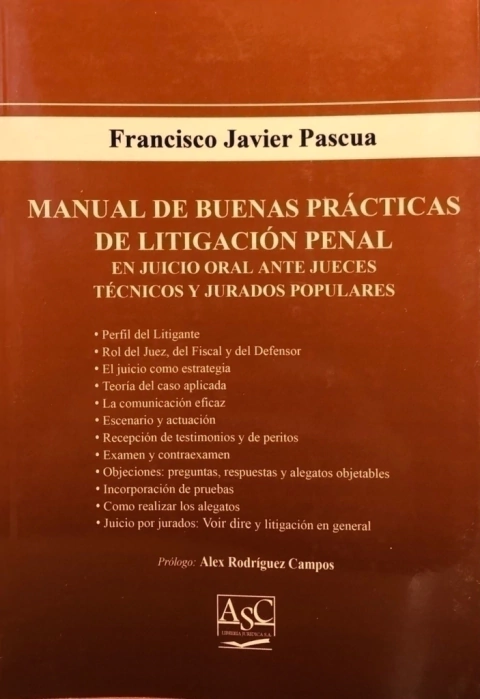 Francisco Javier Pascua
MANUAL DE BUENAS PRÁCTICAS
DE LITIGACIÓN PENAL
EN JUICIO ORAL ANTE JUECES
TÉCNICOS Y JURADOS POPULARES
• Perfil del Litigante
• Rol del Juez, del Fiscal y del Defensor
• El juicio como estrategia
• Teoría del caso aplicada
• La comunicación eficaz
• Escenario y actuación
• Recepción de testimonios y de peritos
• Examen y contraexamen
• Objeciones: preguntas, respuestas y alegatos objetables
• Incorporación de pruebas
• Como realizar los alegatos
• Juicio por jurados: Voir dire y litigación en general
Prólogo: Alex Rodríguez Campos
ASC
LIBRERÍA JURÍDICA S.A.